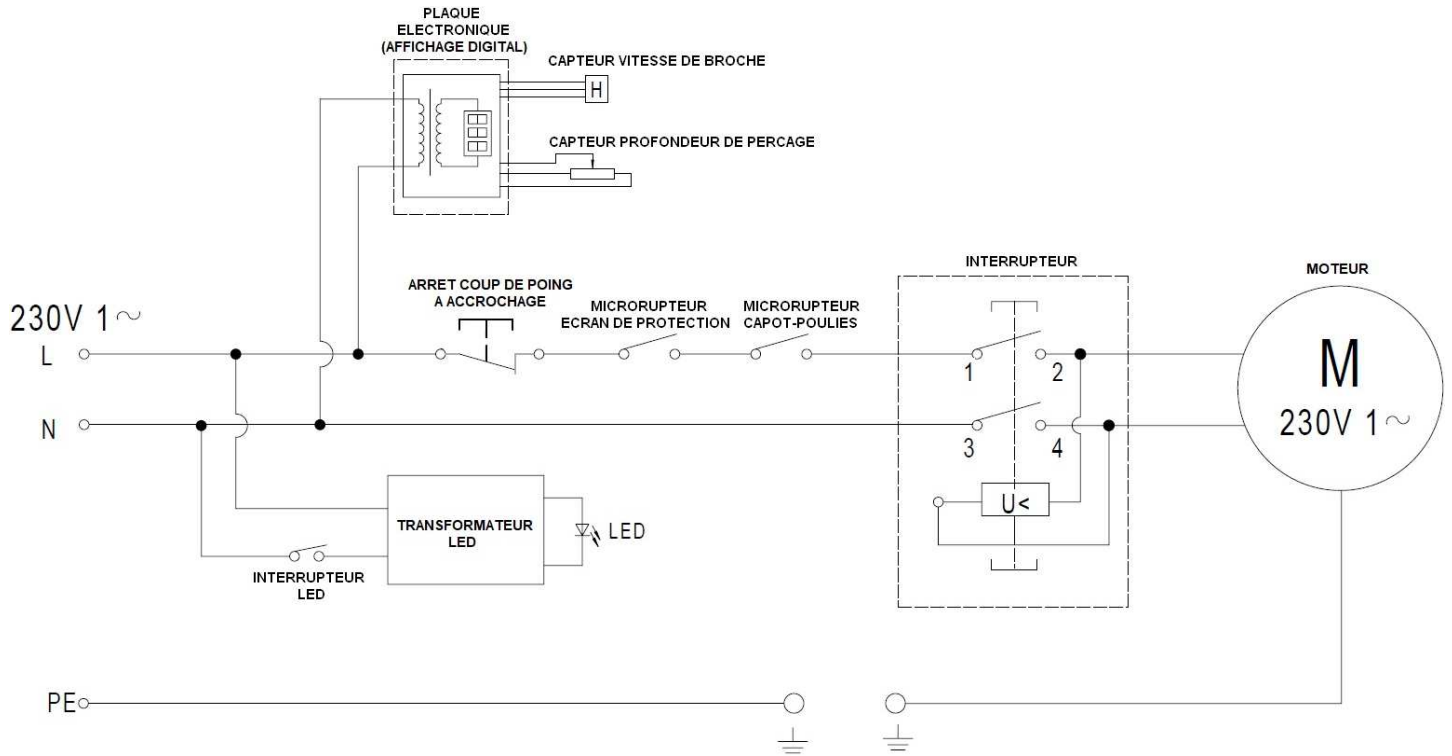 PLAQUE
ELECTRONIQUE
(AFFICHAGE DIGITAL)
CAPTEUR VITESSE DE BROCHE
H
CAPTEUR PROFONDEUR DE PERCAGE
ARRET COUP DE POING
A ACCROCHAGE
MICRORUPTEUR
ECRAN DE PROTECTION
MICRORUPTEUR
CAPOT-POULIES
INTERRUPTEUR
MOTEUR
230V 1~
L
N
1
2
3
4
M
230V 1~
U<
TRANSFORMATEUR
LED
LED
INTERRUPTEUR
LED
PE